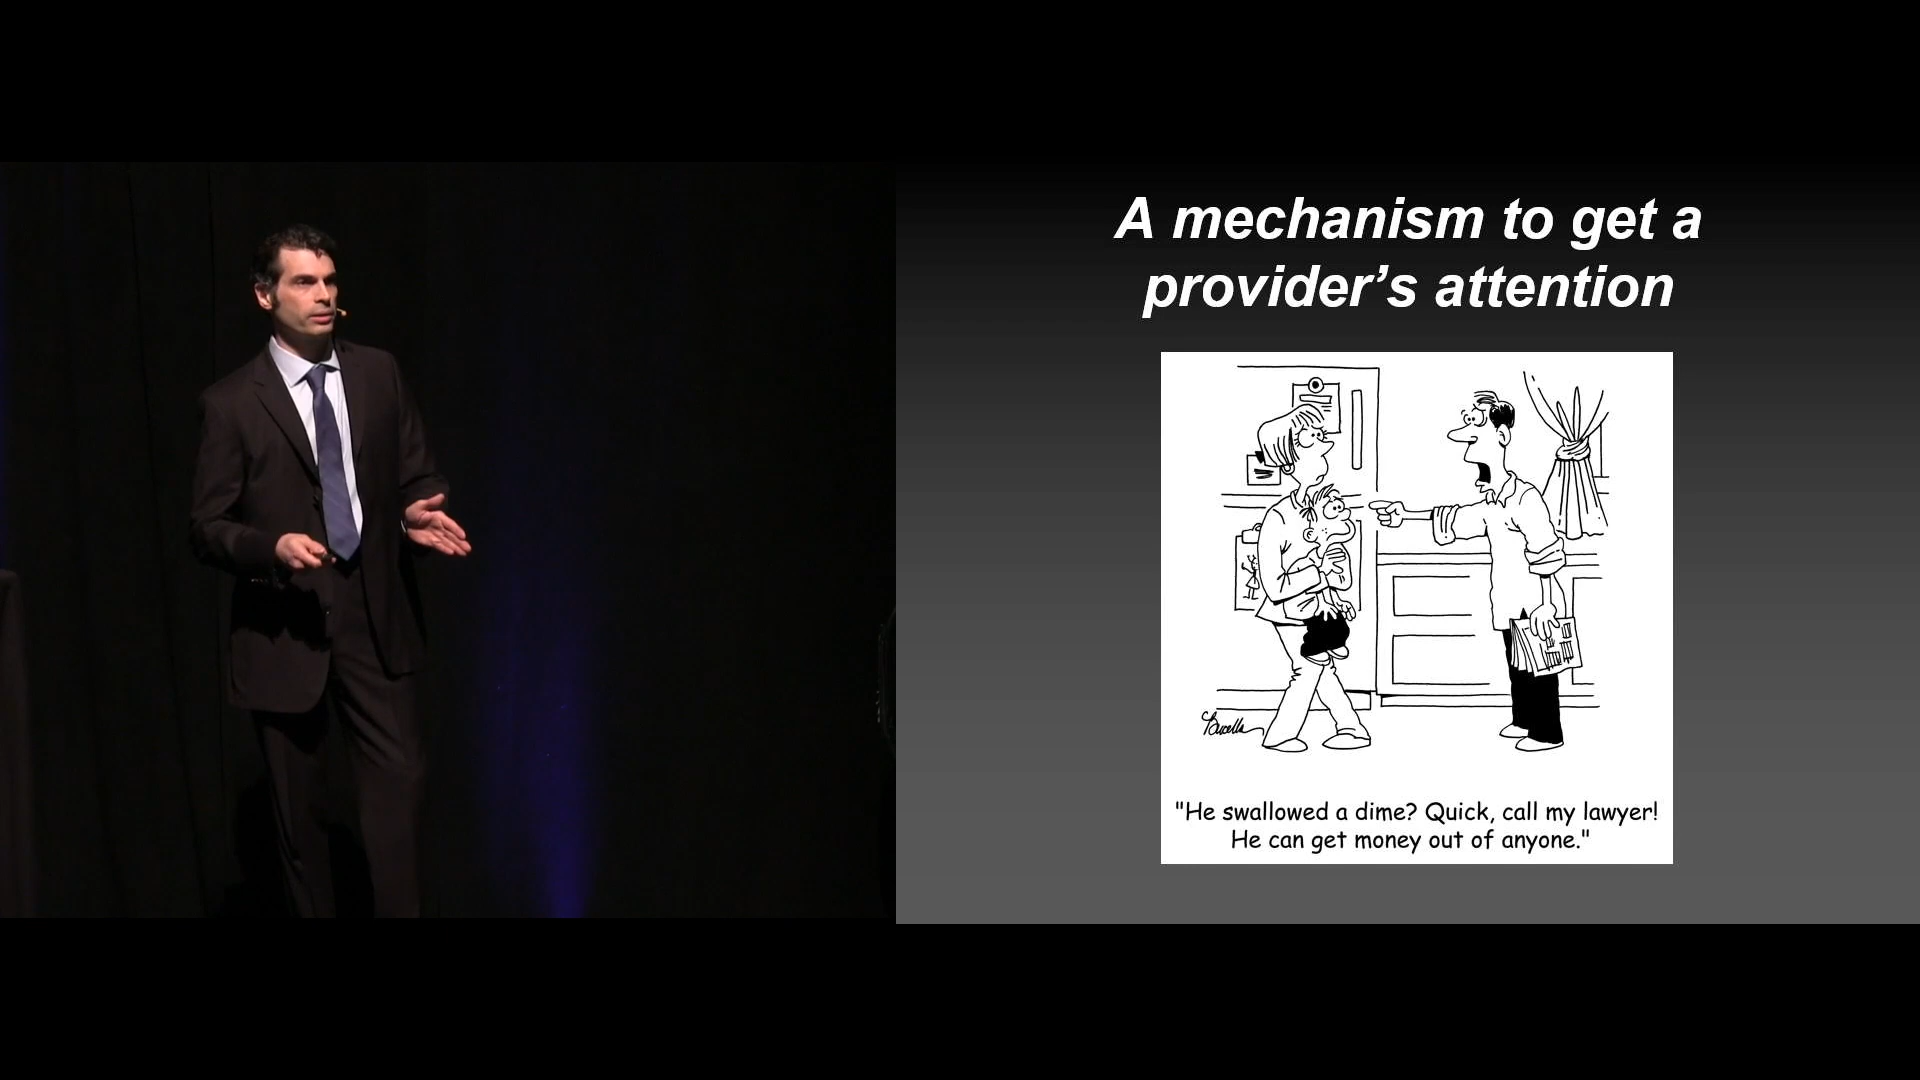 A mechanism to get a
provider’s attention
"He swallowed a dime? Quick, call my lawyer!
He can get money out of anyone."